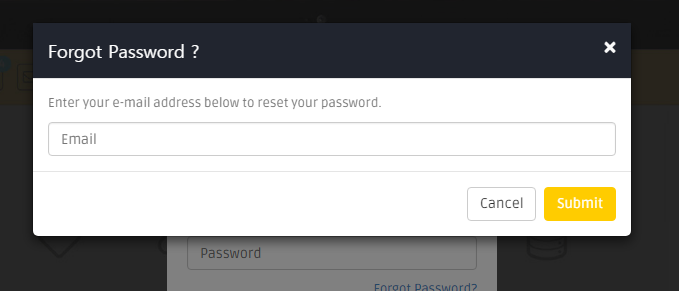 Forgot Password ?
×
Enter your e-mail address below to reset your password.
Email
Cancel
Submit
Password
Forgot Password?